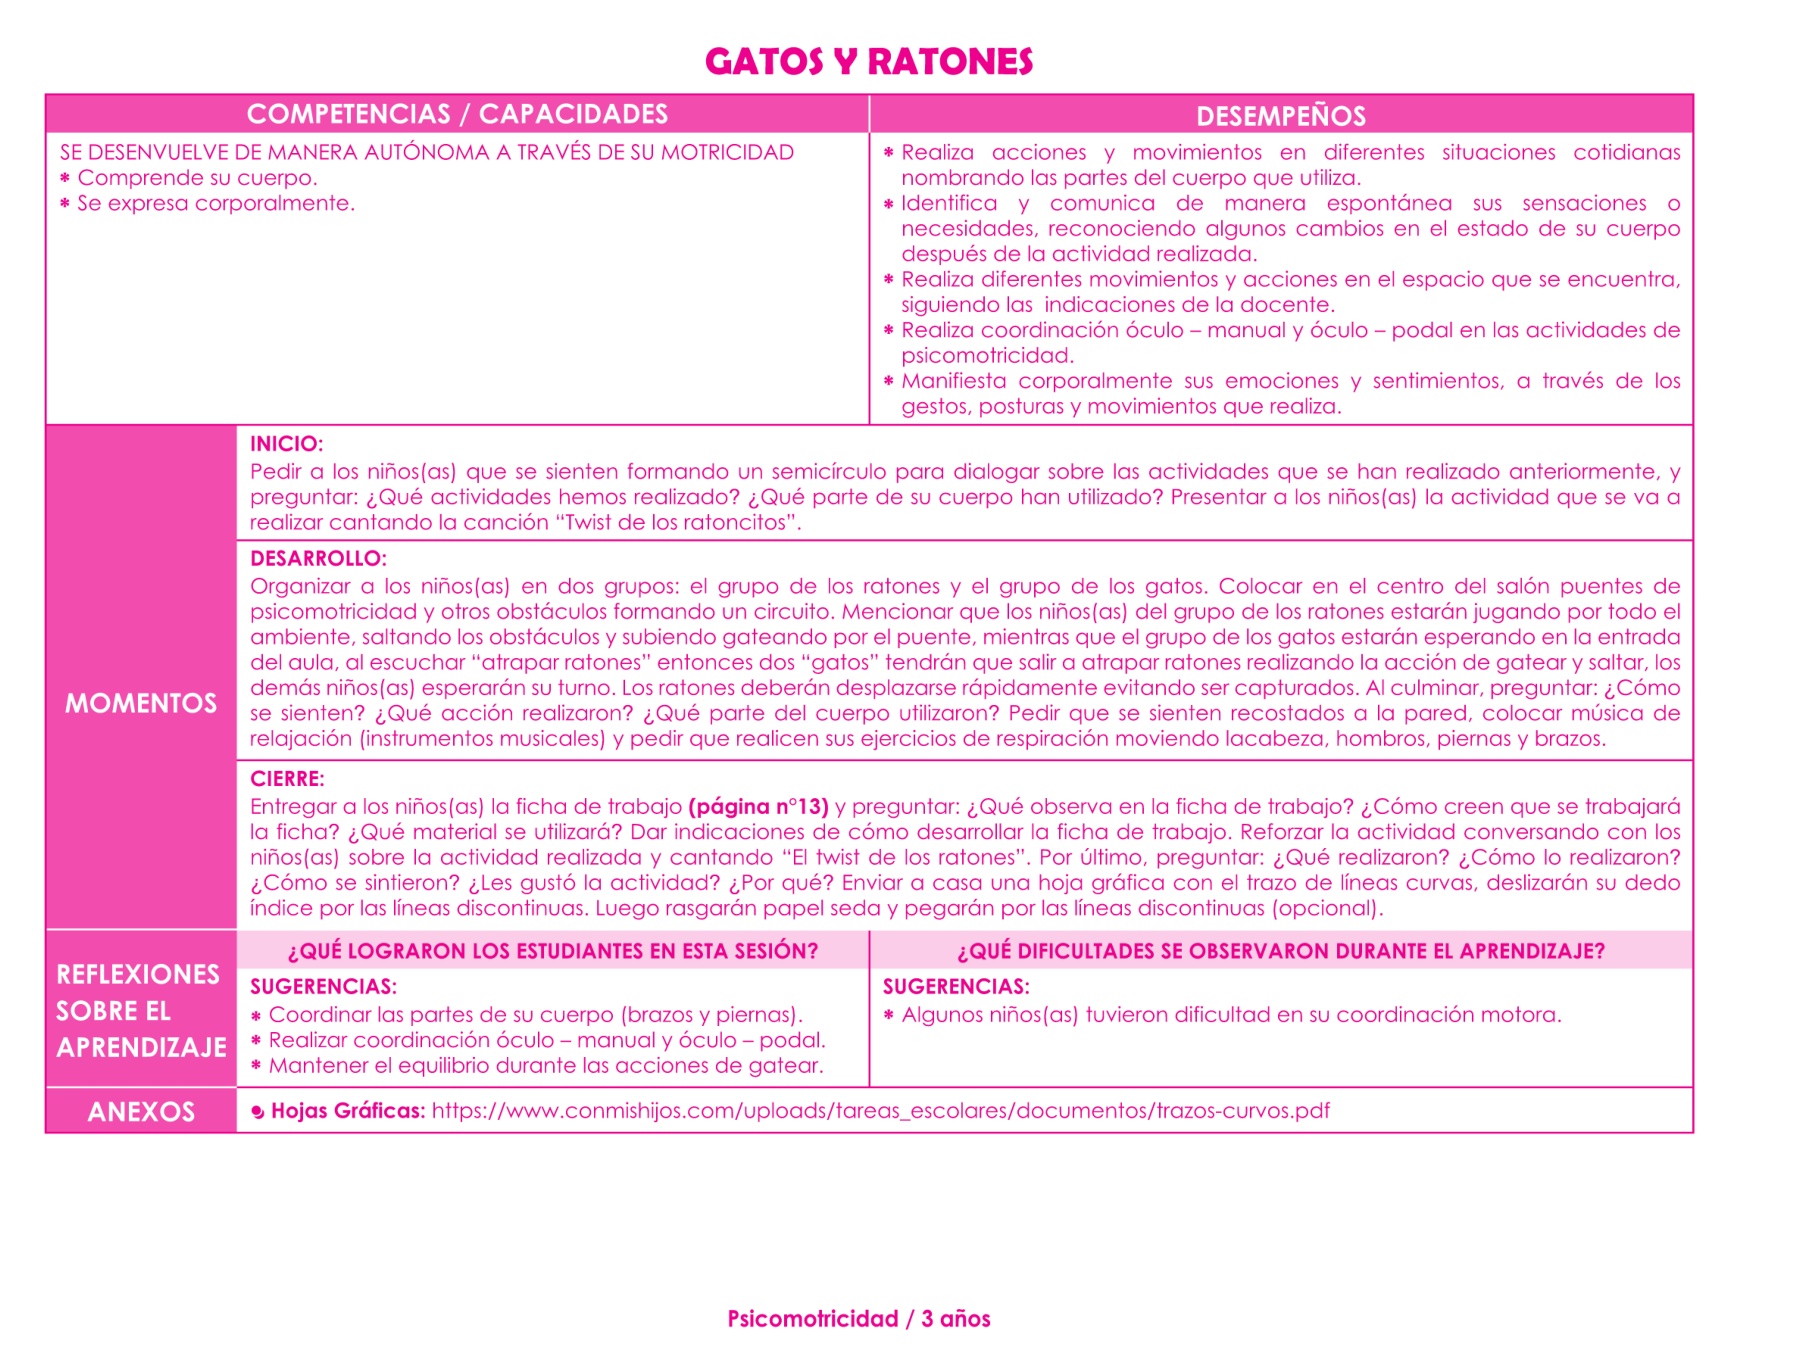 GATOS Y RATONES
COMPETENCIAS / CAPACIDADES
DESEMPEÑOS
SE DESENVUELVE DE MANERA AUTÓNOMA A TRAVÉS DE SU MOTRICIDAD
* Comprende su cuerpo.
* Se expresa corporalmente.
* Realiza acciones y movimientos en diferentes situaciones cotidianas
nombrando las partes del cuerpo que utiliza.
* Identifica y comunica de manera espontánea sus sensaciones o
necesidades, reconociendo algunos cambios en el estado de su cuerpo
después de la actividad realizada.
* Realiza diferentes movimientos y acciones en el espacio que se encuentra,
siguiendo las indicaciones de la docente.
* Realiza coordinación óculo – manual y óculo – podal en las actividades de
psicomotricidad.
* Manifiesta corporalmente sus emociones y sentimientos, a través de los
gestos, posturas y movimientos que realiza.
MOMENTOS
INICIO:
Pedir a los niños(as) que se sienten formando un semicírculo para dialogar sobre las actividades que se han realizado anteriormente, y
preguntar: ¿Qué actividades hemos realizado? ¿Qué parte de su cuerpo han utilizado? Presentar a los niños(as) la actividad que se va a
realizar cantando la canción “Twist de los ratoncitos”.
DESARROLLO:
Organizar a los niños(as) en dos grupos: el grupo de los ratones y el grupo de los gatos. Colocar en el centro del salón puentes de
psicomotricidad y otros obstáculos formando un circuito. Mencionar que los niños(as) del grupo de los ratones estarán jugando por todo el
ambiente, saltando los obstáculos y subiendo gateando por el puente, mientras que el grupo de los gatos estarán esperando en la entrada
del aula, al escuchar “atrapar ratones” entonces dos “gatos” tendrán que salir a atrapar ratones realizando la acción de gatear y saltar, los
demás niños(as) esperarán su turno. Los ratones deberán desplazarse rápidamente evitando ser capturados. Al culminar, preguntar: ¿Cómo
se sienten? ¿Qué acción realizaron? ¿Qué parte del cuerpo utilizaron? Pedir que se sienten recostados a la pared, colocar música de
relajación (instrumentos musicales) y pedir que realicen sus ejercicios de respiración moviendo lacabeza, hombros, piernas y brazos.
CIERRE:
Entregar a los niños(as) la ficha de trabajo (página n°13) y preguntar: ¿Qué observa en la ficha de trabajo? ¿Cómo creen que se trabajará
la ficha? ¿Qué material se utilizará? Dar indicaciones de cómo desarrollar la ficha de trabajo. Reforzar la actividad conversando con los
niños(as) sobre la actividad realizada y cantando “El twist de los ratones”. Por último, preguntar: ¿Qué realizaron? ¿Cómo lo realizaron?
¿Cómo se sintieron? ¿Les gustó la actividad? ¿Por qué? Enviar a casa una hoja gráfica con el trazo de líneas curvas, deslizarán su dedo
índice por las líneas discontinuas. Luego rasgarán papel seda y pegarán por las líneas discontinuas (opcional).
REFLEXIONES
SOBRE EL
APRENDIZAJE
¿QUÉ LOGRARON LOS ESTUDIANTES EN ESTA SESIÓN?
SUGERENCIAS:
* Coordinar las partes de su cuerpo (brazos y piernas).
* Realizar coordinación óculo – manual y óculo – podal.
* Mantener el equilibrio durante las acciones de gatear.
¿QUÉ DIFICULTADES SE OBSERVARON DURANTE EL APRENDIZAJE?
SUGERENCIAS:
* Algunos niños(as) tuvieron dificultad en su coordinación motora.
ANEXOS
Hojas Gráficas: https://www.conmishijos.com/uploads/tareas_escolares/documentos/trazos-curvos.pdf
Psicomotricidad / 3 años